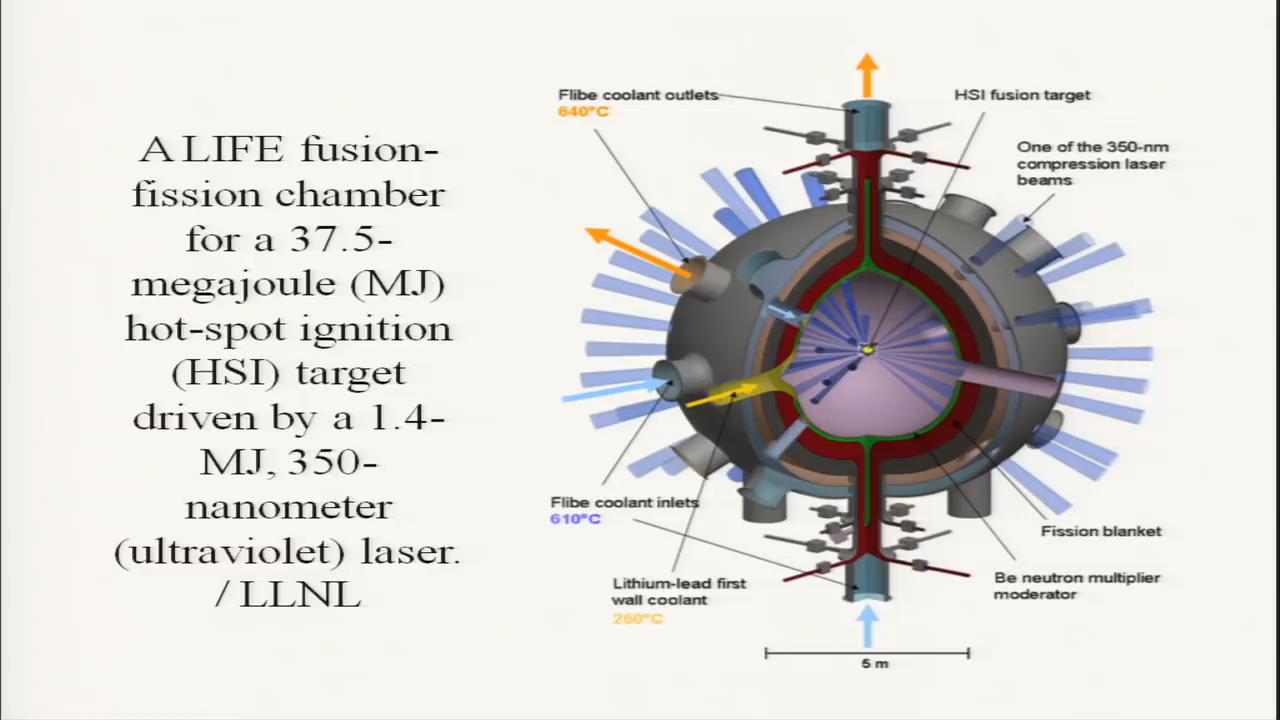 A LIFE fusion-
fission chamber
for a 37.5-
megajoule (MJ)
hot-spot ignition
(HSI) target
driven by a 1.4-
MJ, 350-
nanometer
(ultraviolet) laser.
/ LLNL
Flibe coolant outlets
640°C
HSI fusion target
One of the 350-nm
compression laser
beams
Flibe coolant inlets
610°C
Lithium-lead first
wall coolant
260°C
Fission blanket
Be neutron multiplier
moderator
5 m